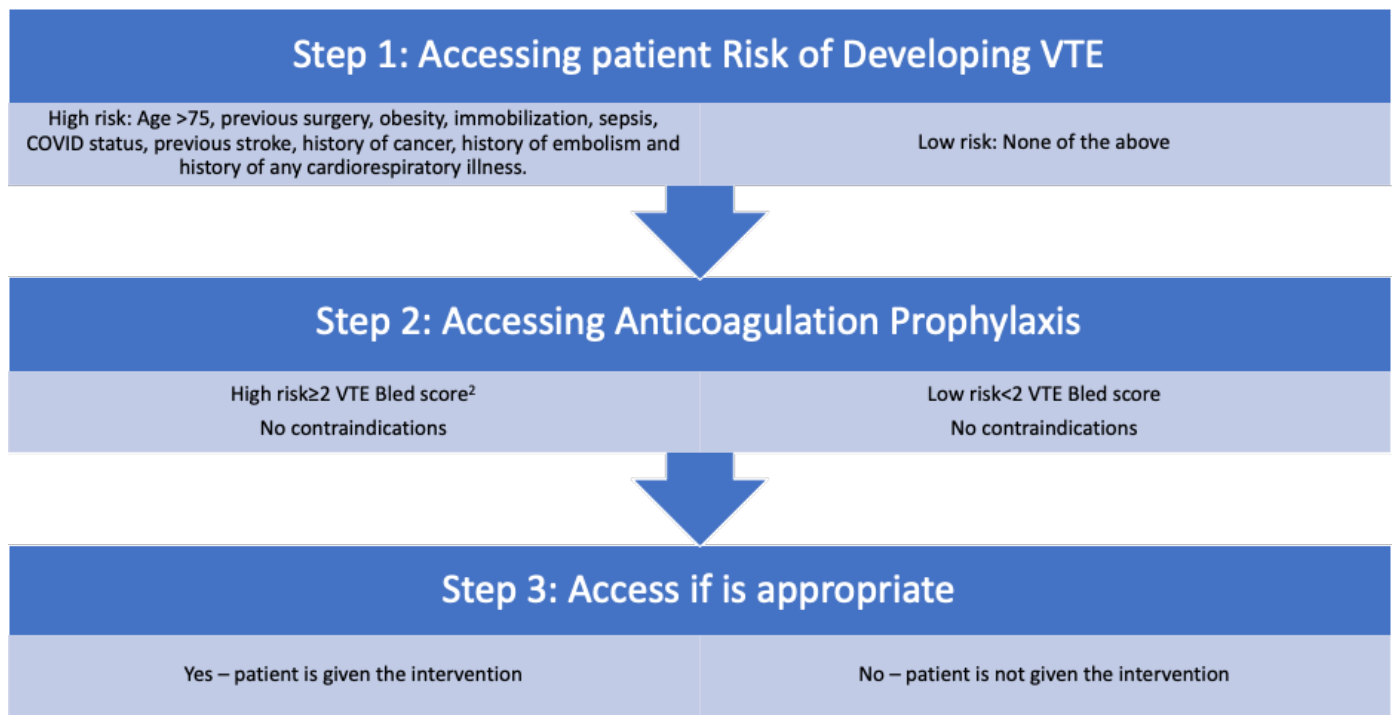 Step 1: Accessing patient Risk of Developing VTE
High risk: Age >75, previous surgery, obesity, immobilization, sepsis,
COVID status, previous stroke, history of cancer, history of embolism and
history of any cardiorespiratory illness.
Low risk: None of the above
Step 2: Accessing Anticoagulation Prophylaxis
High risk≥2 VTE Bled score²
No contraindications
Low risk<2 VTE Bled score
No contraindications
Step 3: Access if is appropriate
Yes – patient is given the intervention
No – patient is not given the intervention